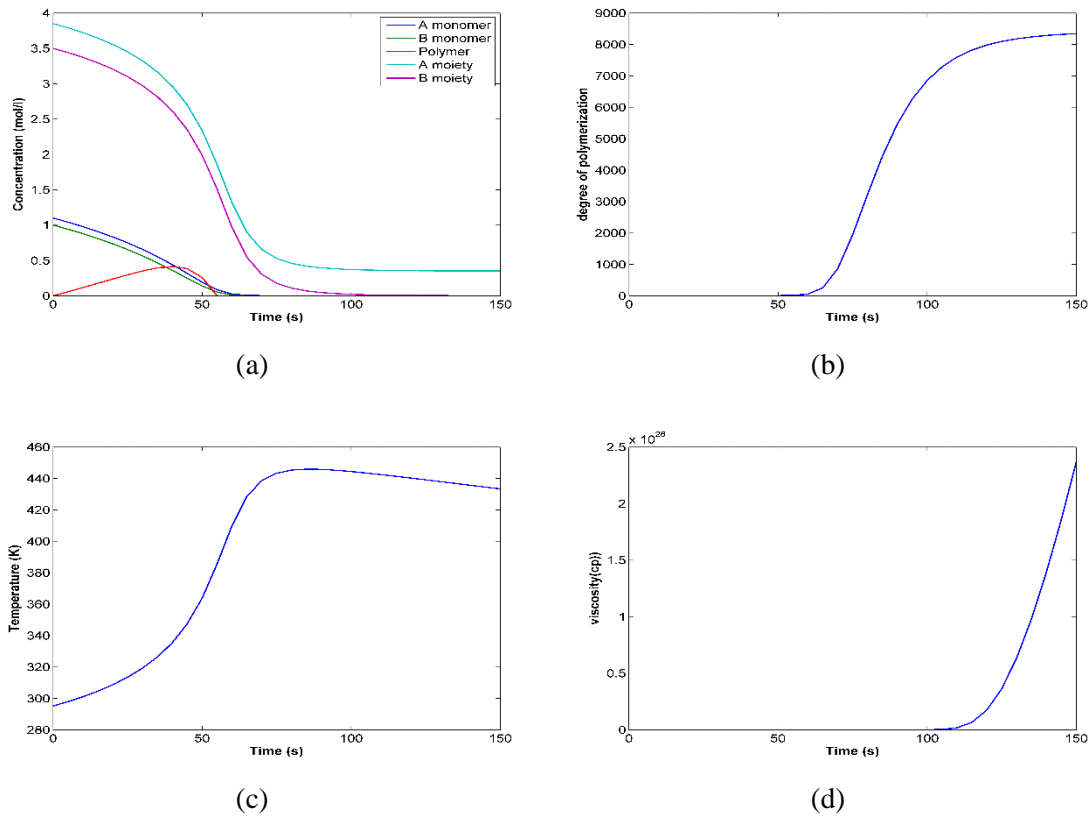 4
3.5
3
2.5
2
1.5
1
0.5
0
0 50 100 150
Concentration (mol/l)
Time (s)
A monomer
B monomer
Polymer
A moiety
B moiety
(a)
9000
8000
7000
6000
5000
4000
3000
2000
1000
0
0 50 100 150
degree of polymerization
Time (s)
(b)
460
440
420
400
380
360
340
320
300
280
0 50 100 150
Temperature (K)
Time (s)
(c)
2.5
2
1.5
1
0.5
0
0 50 100 150
viscosity(cp))
Time (s)
(d)